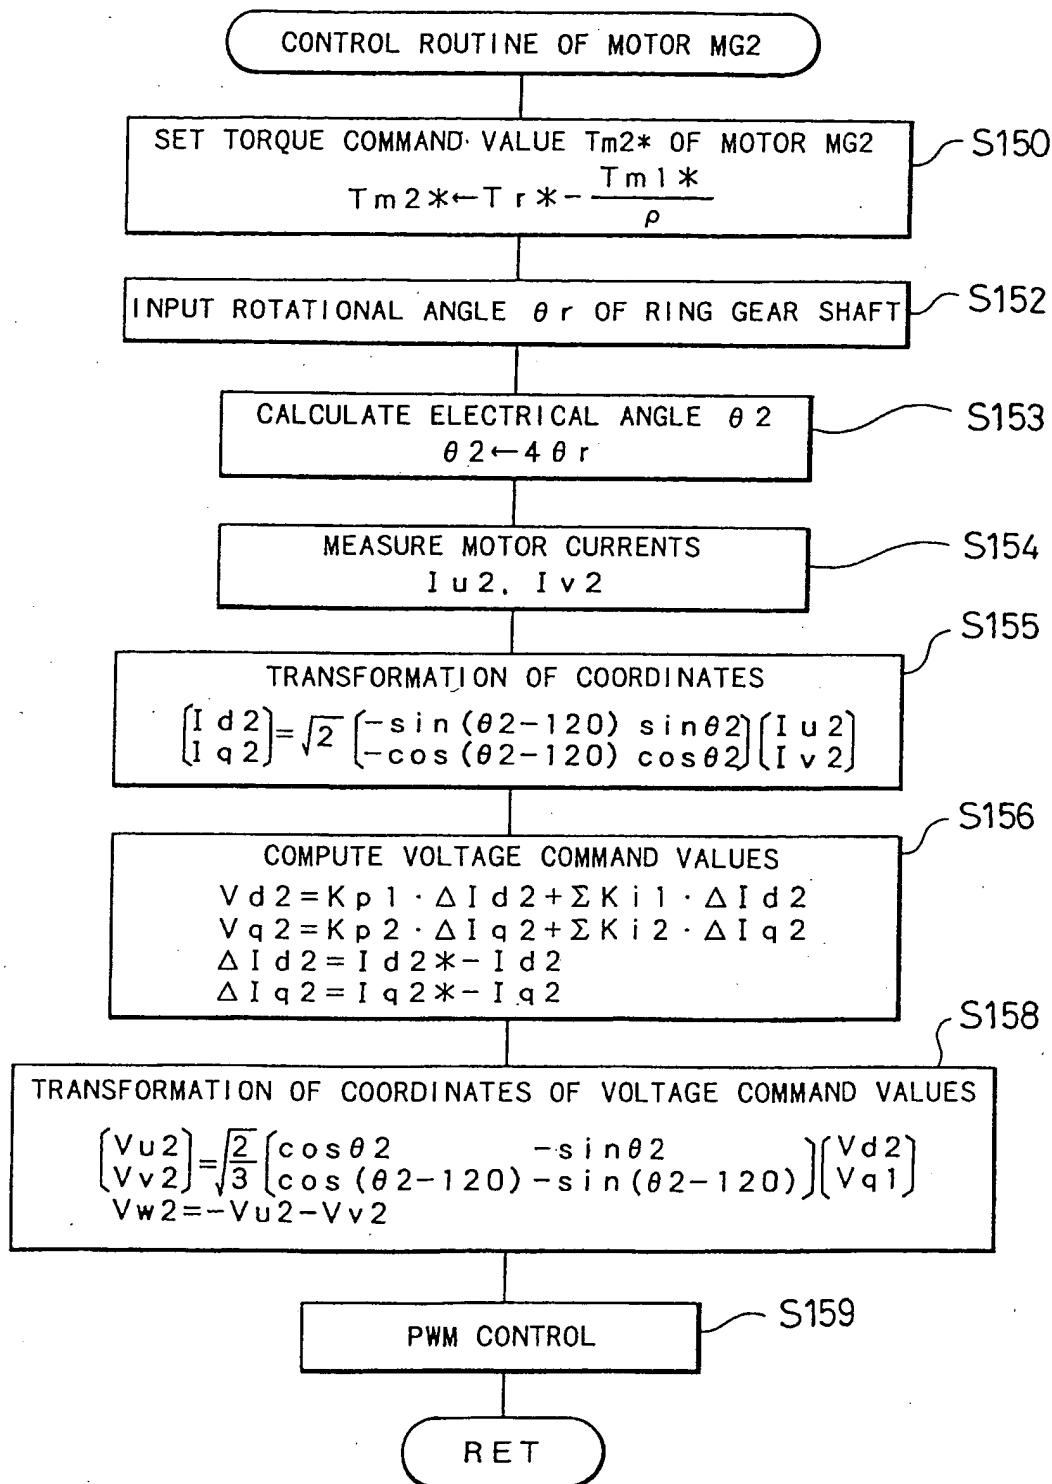 CONTROL ROUTINE OF MOTOR MG2
SET TORQUE COMMAND VALUE Tm2* OF MOTOR MG2
Tm2*←Tr*-Tm1*/ρ
S150
INPUT ROTATIONAL ANGLE θr OF RING GEAR SHAFT
S152
CALCULATE ELECTRICAL ANGLE θ2
θ2←4θr
S153
MEASURE MOTOR CURRENTS
Iu2, Iv2
S154
S155
TRANSFORMATION OF COORDINATES
[Id2]=√2 [-sin(θ2-120) sinθ2][Iu2]
[Iq2] [-cos(θ2-120) cosθ2][Iv2]
S156
COMPUTE VOLTAGE COMMAND VALUES
Vd2=Kp1·ΔId2+ΣKi1·ΔId2
Vq2=Kp2·ΔIq2+ΣKi2·ΔIq2
ΔId2=Id2*-Id2
ΔIq2=Iq2*-Iq2
S158
TRANSFORMATION OF COORDINATES OF VOLTAGE COMMAND VALUES
[Vu2]=√2/3 [cosθ2 -sinθ2][Vd2]
[Vv2] [cos(θ2-120) -sin(θ2-120)][Vq1]
Vw2=-Vu2-Vv2
PWM CONTROL
S159
RET